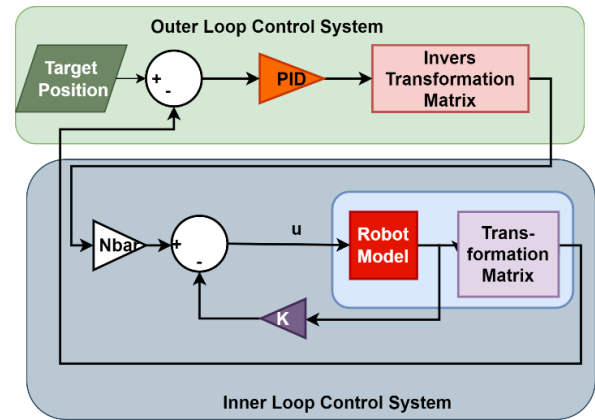 Outer Loop Control System
Target
Position
+
-
PID
Invers
Transformation
Matrix
Nbar
+
-
u
Robot
Model
Trans-
formation
Matrix
K
Inner Loop Control System